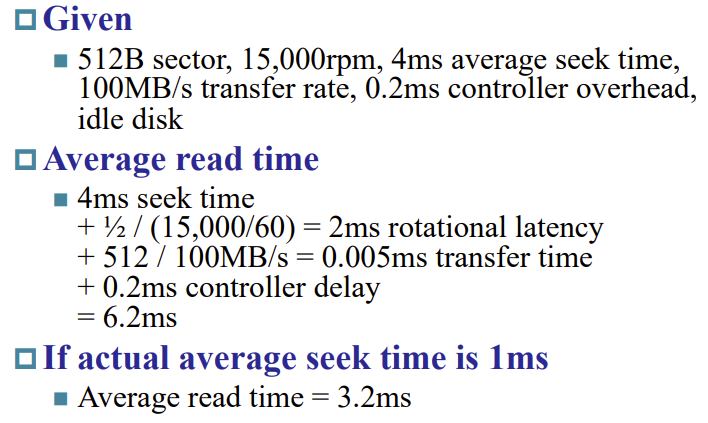 Given
512B sector, 15,000rpm, 4ms average seek time,
100MB/s transfer rate, 0.2ms controller overhead,
idle disk
Average read time
4ms seek time
+ ½ / (15,000/60) = 2ms rotational latency
+ 512 / 100MB/s = 0.005ms transfer time
+ 0.2ms controller delay
= 6.2ms
If actual average seek time is 1ms
Average read time = 3.2ms